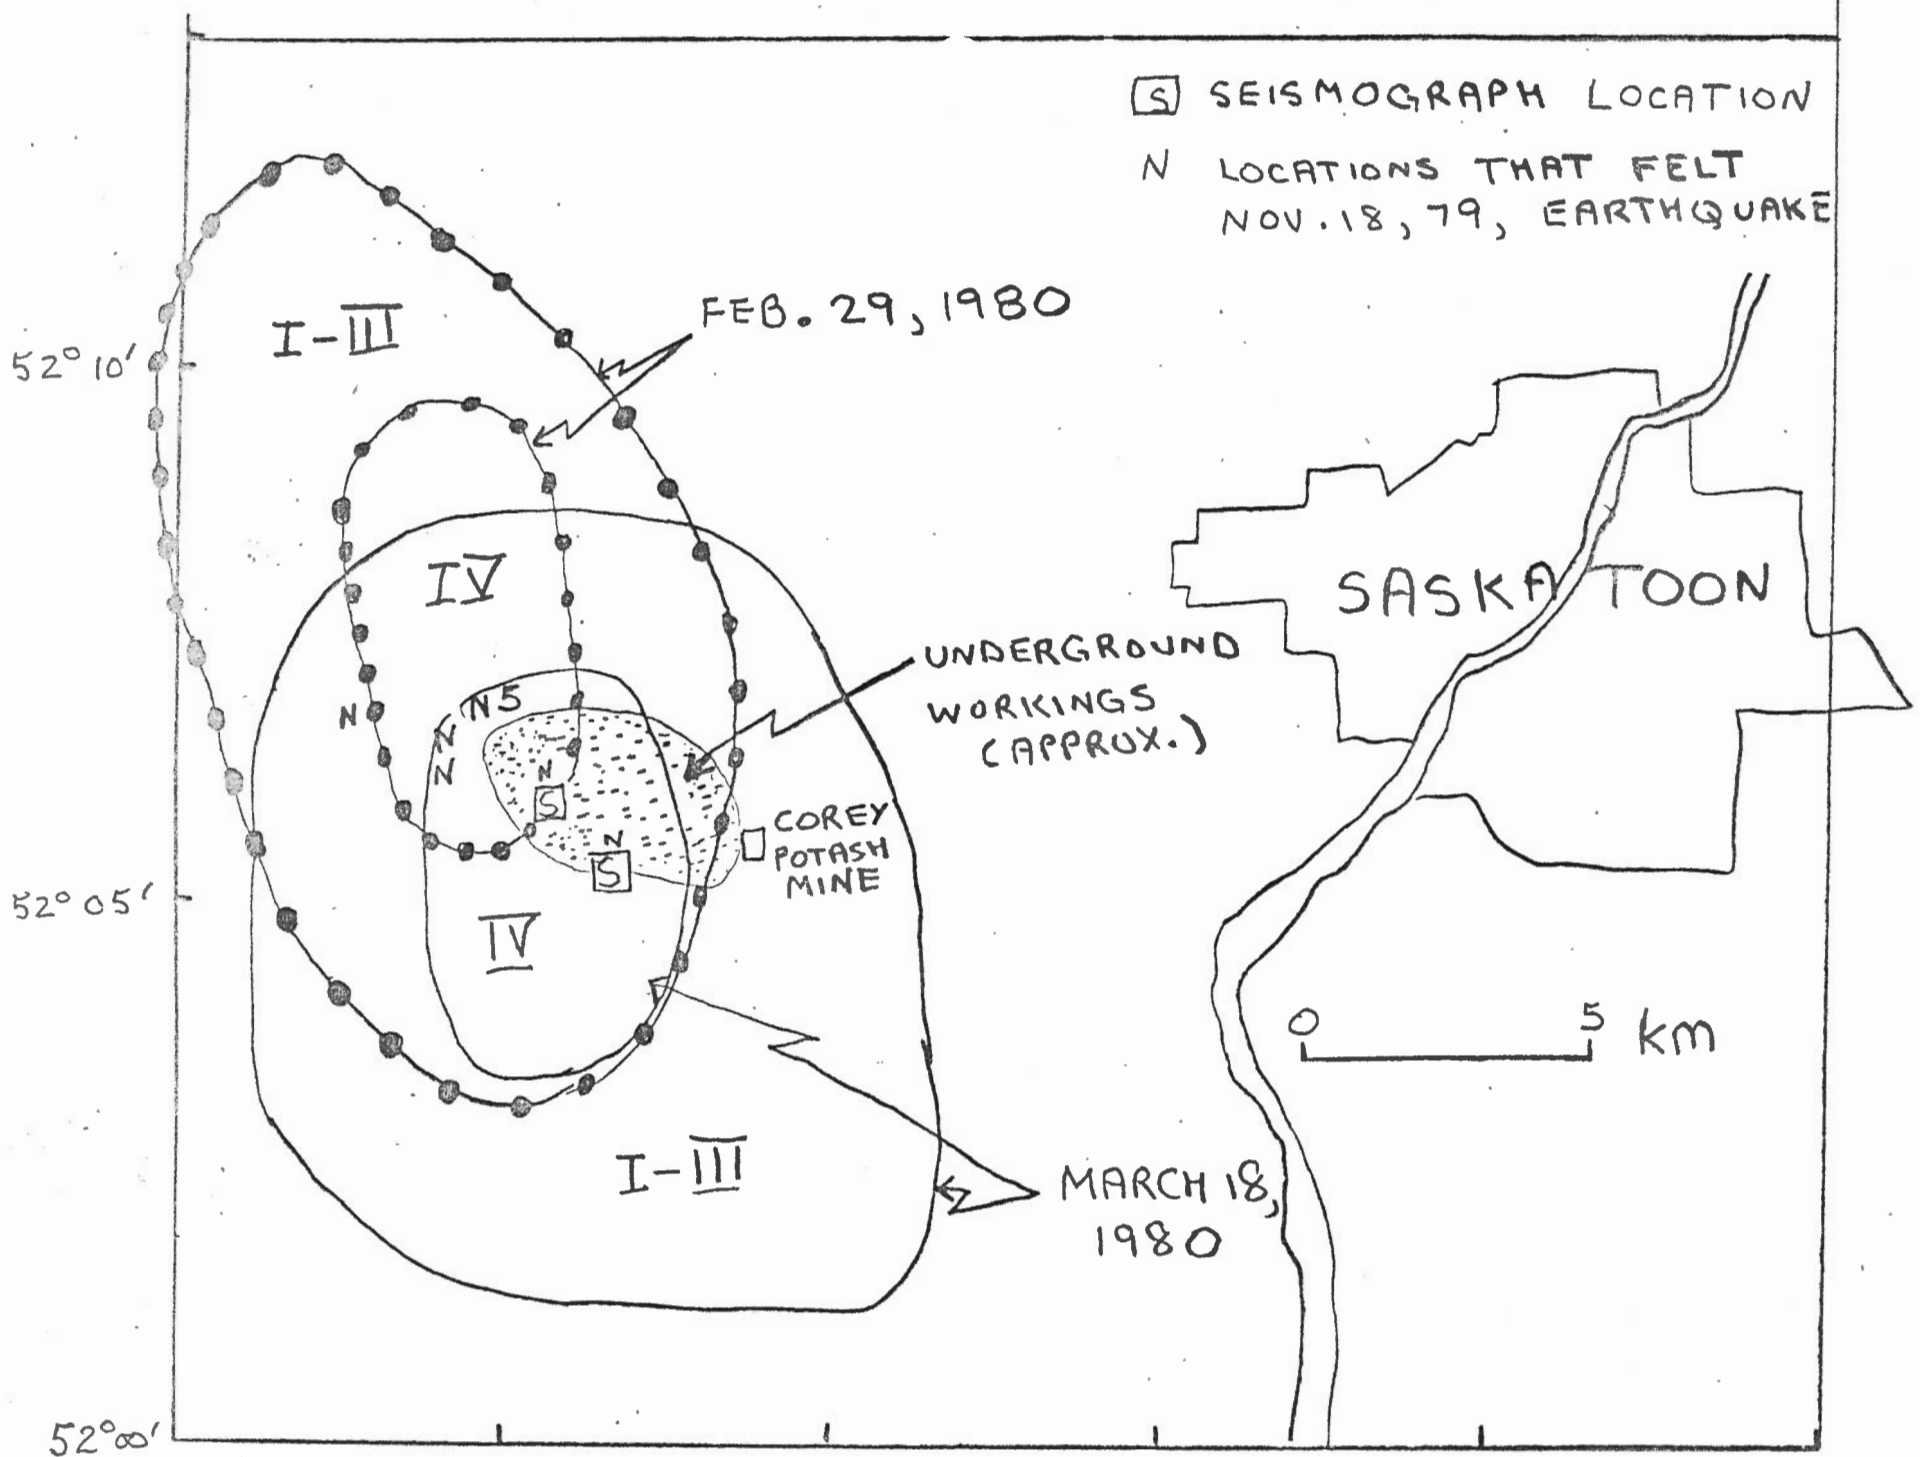 S SEISMOGRAPH LOCATION
N LOCATIONS THAT FELT
NOV. 18, 79, EARTHQUAKE
FEB. 29, 1980
I-III
52° 10'
IV
SASKATOON
UNDERGROUND
WORKINGS
(APPROX.)
N5
N
N
N
N
S
N
S
COREY
POTASH
MINE
52° 05'
IV
0 5 km
I-III
MARCH 18,
1980
52°00'